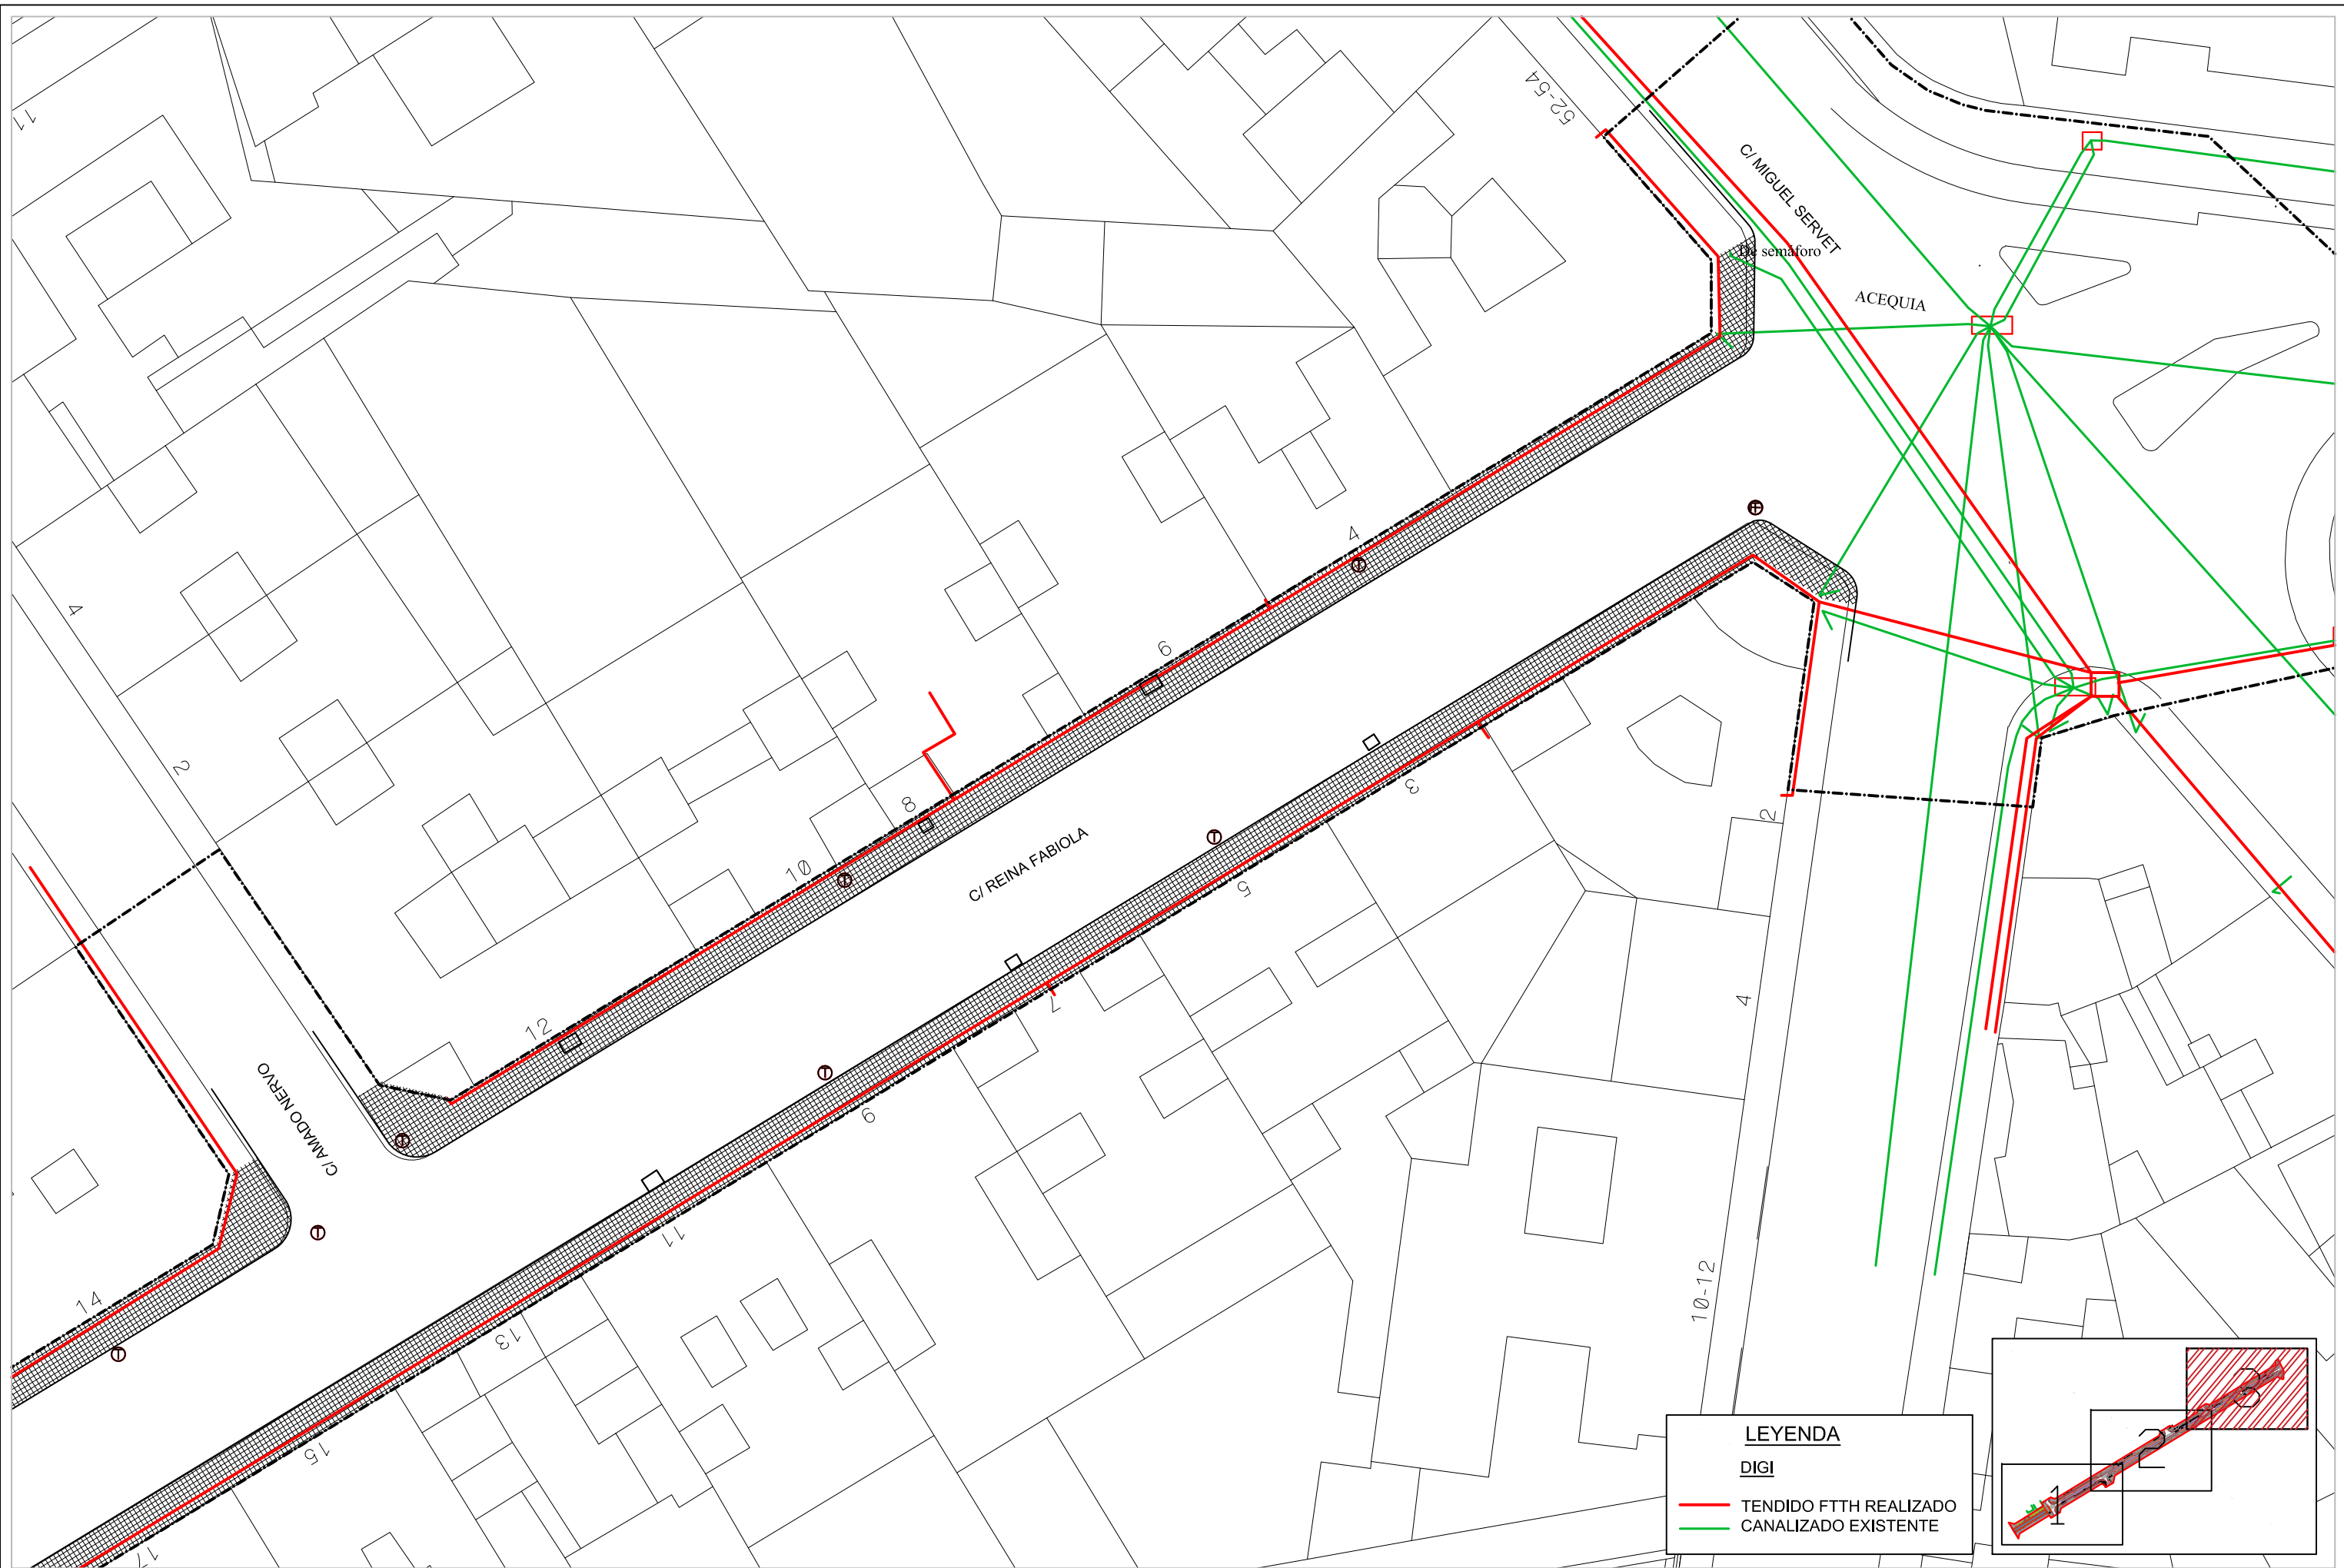 11
52-54
C/ MIGUEL SERVET
De semáforo
ACEQUIA
4
4
6
2
3
8
2
10
C/ REINA FABIOLA
5
4
7
12
9
C/ AMADO NERVO
11
14
13
10-12
15
17
LEYENDA
DIGI
TENDIDO FTTH REALIZADO
CANALIZADO EXISTENTE
3
2
1